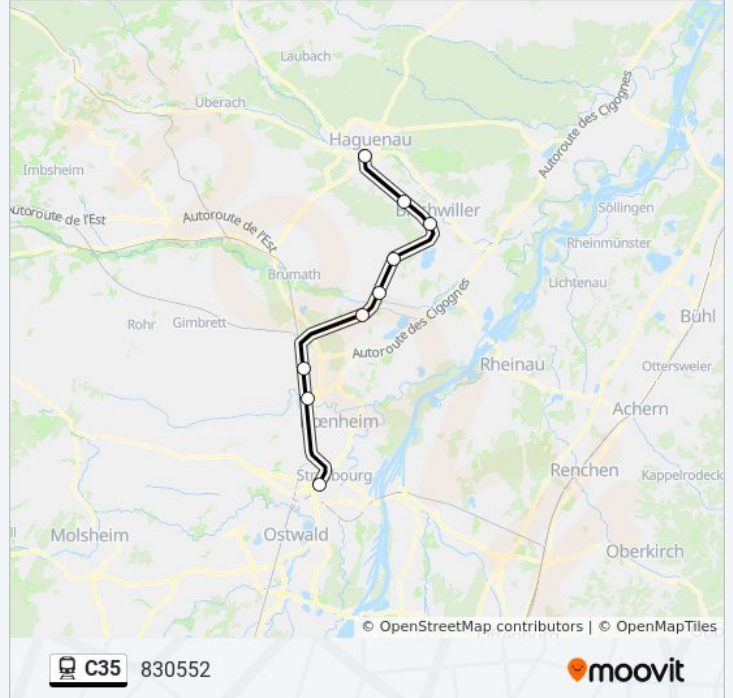 Laubach
Uberach
Haguenau
Autoroute des Cigognes
Imbsheim
Autoroute de l'Est
Autoroute de l'Est
Söllingen
Rheinmünster
Brumath
Lichtenau
Rohr
Gimbrett
Bühl
Autoroute des Cigognes
Rheinau
Ottersweier
Achern
Renchen
Kappelrodeck
Molsheim
Ostwald
Oberkirch
© OpenStreetMap contributors | © OpenMapTiles
C35 830552
moovit